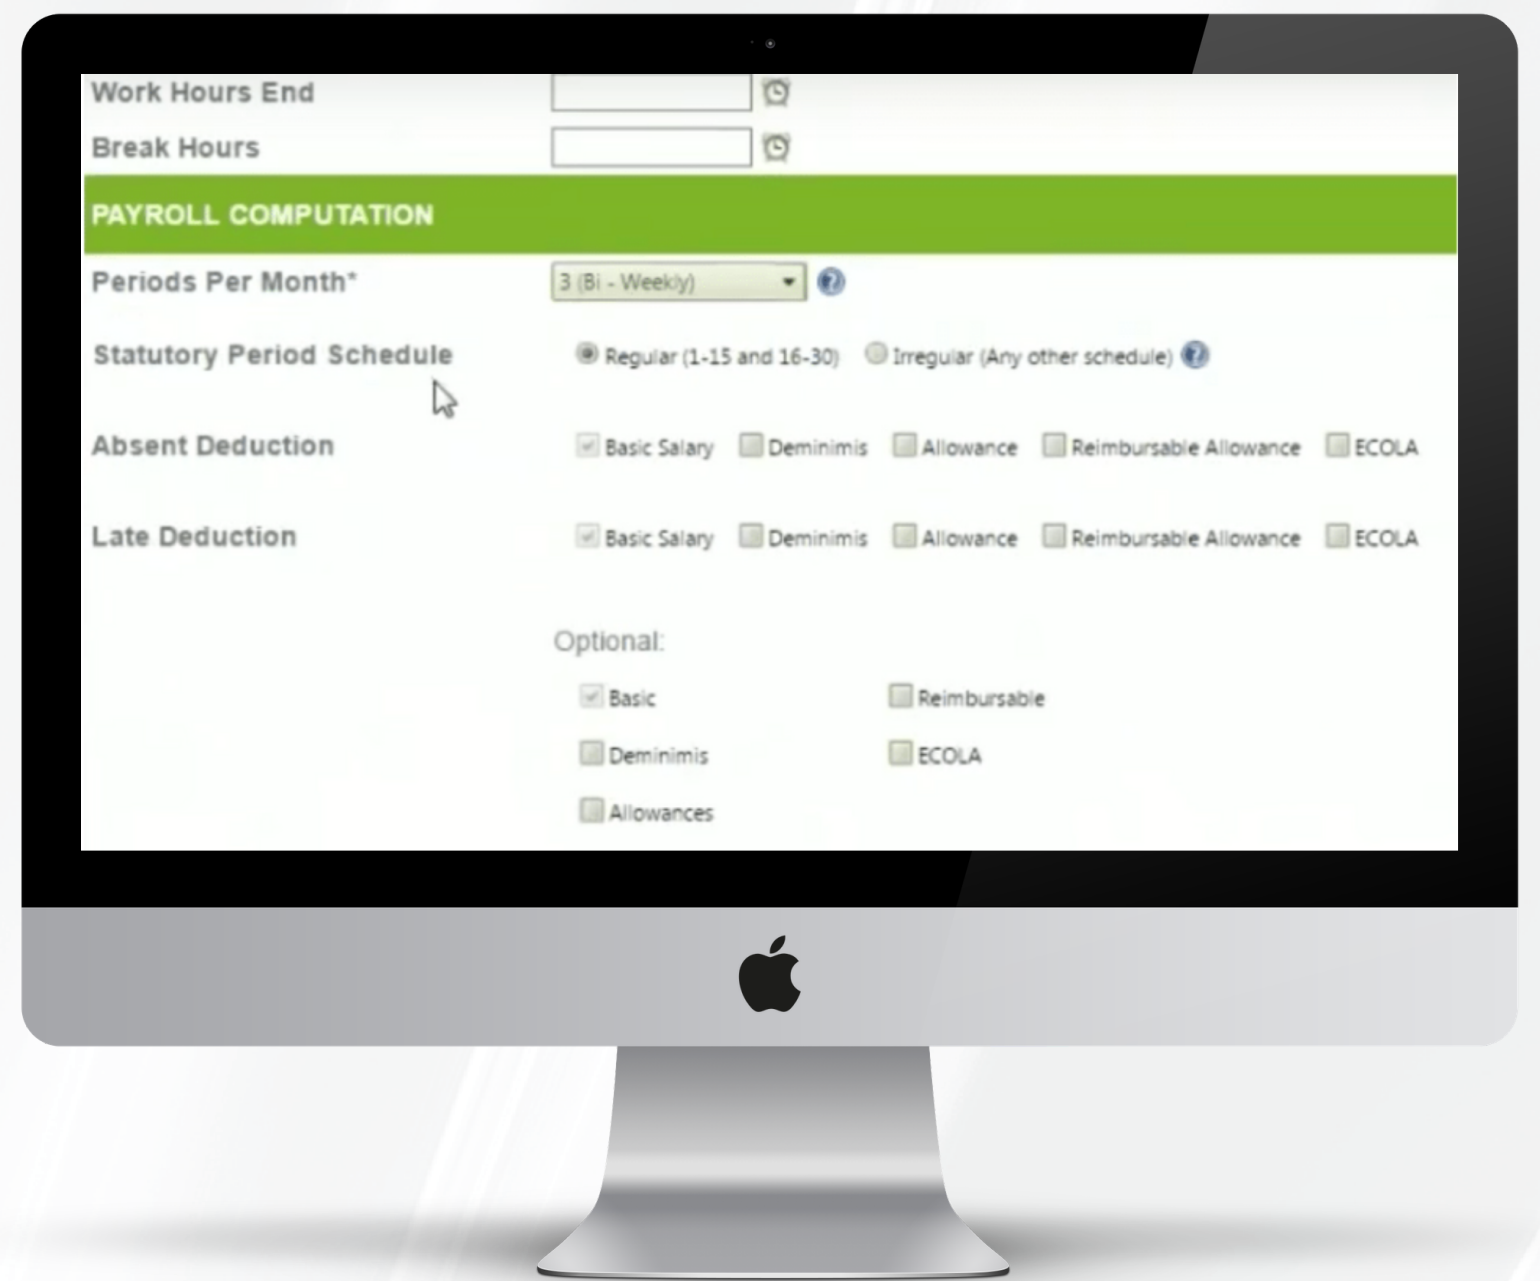 Work Hours End
Break Hours
PAYROLL COMPUTATION
Periods Per Month* 3 (Bi - Weekly)
Statutory Period Schedule Regular (1-15 and 16-30) Irregular (Any other schedule)
Absent Deduction Basic Salary Deminimis Allowance Reimbursable Allowance ECOLA
Late Deduction Basic Salary Deminimis Allowance Reimbursable Allowance ECOLA
Optional:
Basic Reimbursable
Deminimis ECOLA
Allowances